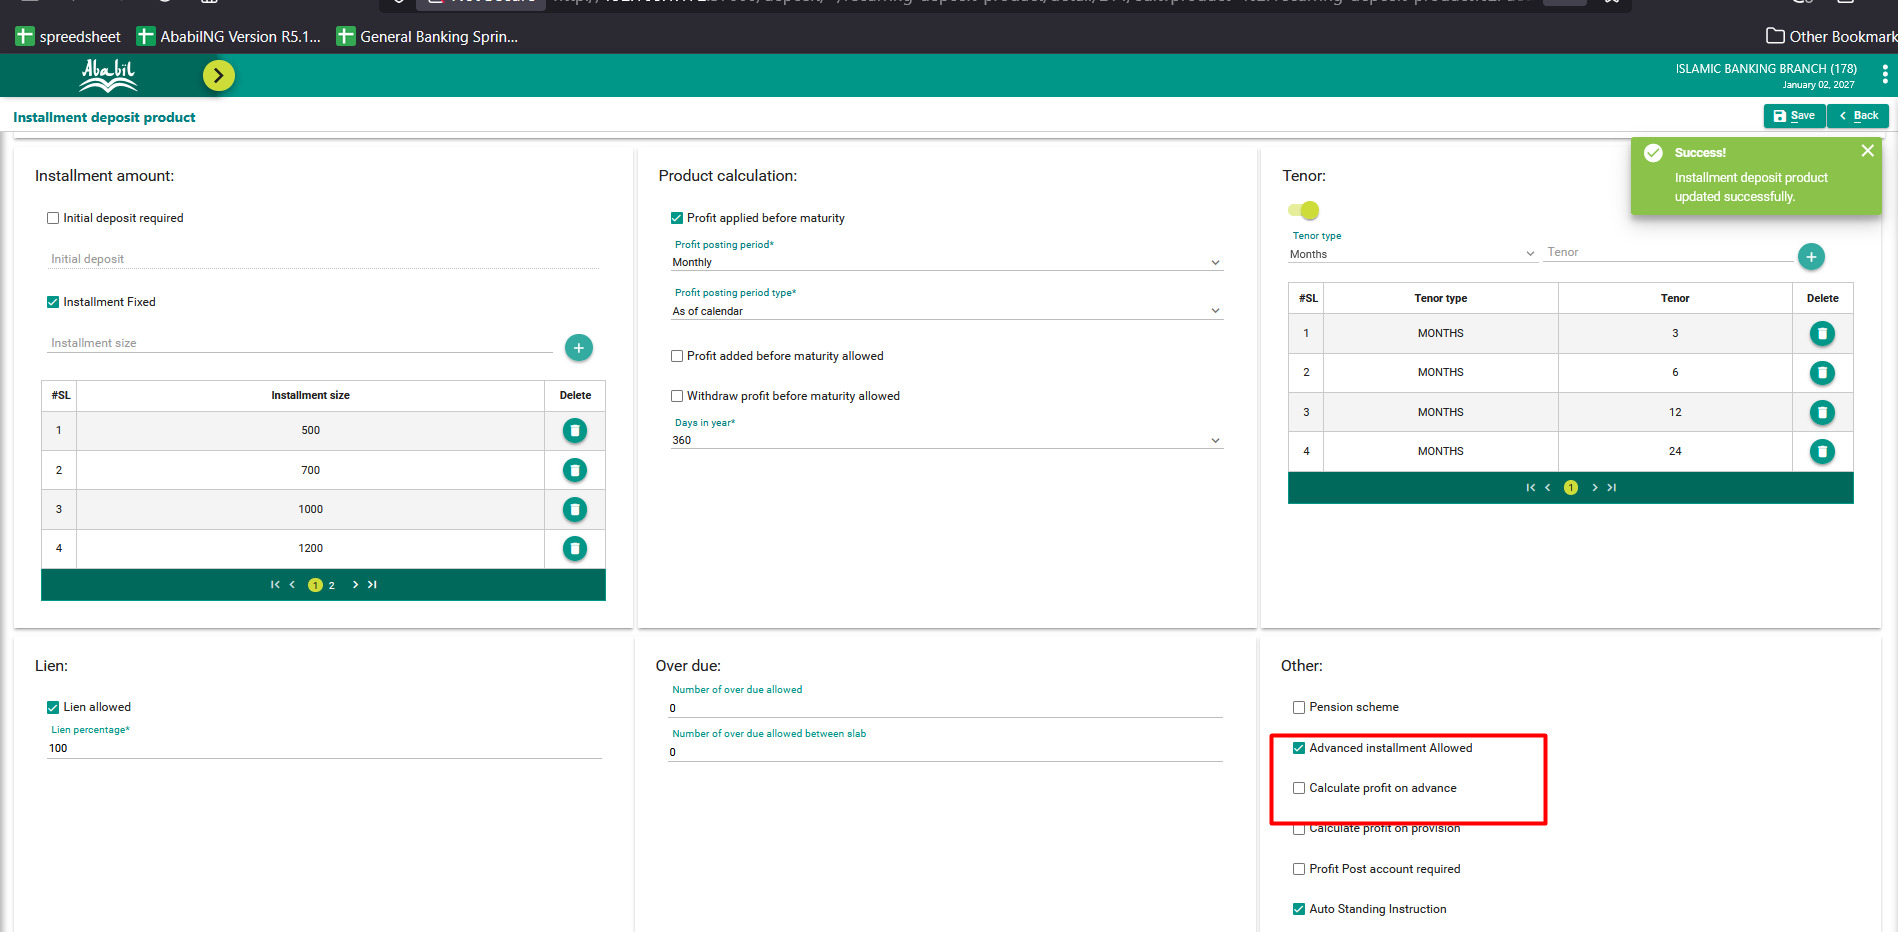 spreedsheet
AbabilNG Version R5.1...
General Banking Sprin...
Other Bookmark
Ababil
ISLAMIC BANKING BRANCH (178)
January 02, 2027
Installment deposit product
Save
Back
Success!
Installment deposit product
updated successfully.
Installment amount:
Initial deposit required
Initial deposit
Installment Fixed
Installment size
#SL Installment size Delete
1 500
2 700
3 1000
4 1200
1 2
Product calculation:
Profit applied before maturity
Profit posting period*
Monthly
Profit posting period type*
As of calendar
Profit added before maturity allowed
Withdraw profit before maturity allowed
Days in year*
360
Tenor:
Tenor type
Months
Tenor
#SL Tenor type Tenor Delete
1 MONTHS 3
2 MONTHS 6
3 MONTHS 12
4 MONTHS 24
1
Lien:
Lien allowed
Lien percentage*
100
Over due:
Number of over due allowed
0
Number of over due allowed between slab
0
Other:
Pension scheme
Advanced installment Allowed
Calculate profit on advance
Calculate profit on provision
Profit Post account required
Auto Standing Instruction